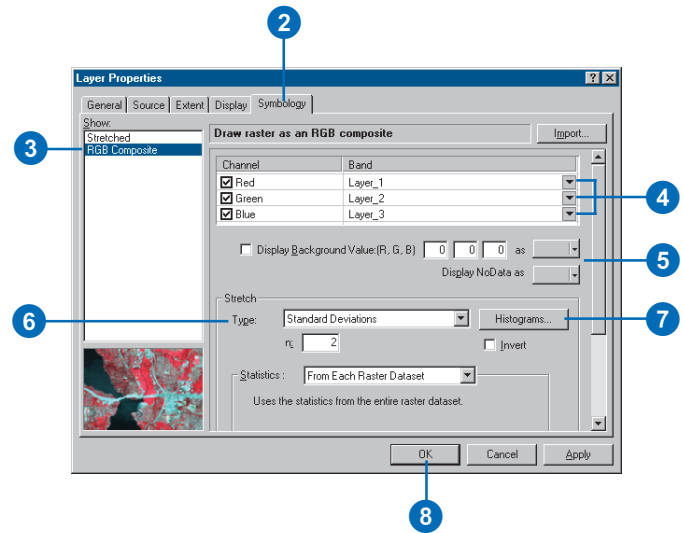 2
Layer Properties
General Source Extent Display Symbology
Show:
Stretched
RGB Composite
3
Draw raster as an RGB composite
Import...
Channel Band
Red Layer_1
Green Layer_2
Blue Layer_3
4
Display Background Value:(R, G, B) 0 0 0 as
Display NoData as
5
Stretch
6
Type: Standard Deviations
Histograms...
7
n: 2
Invert
Statistics : From Each Raster Dataset
Uses the statistics from the entire raster dataset.
OK Cancel Apply
8